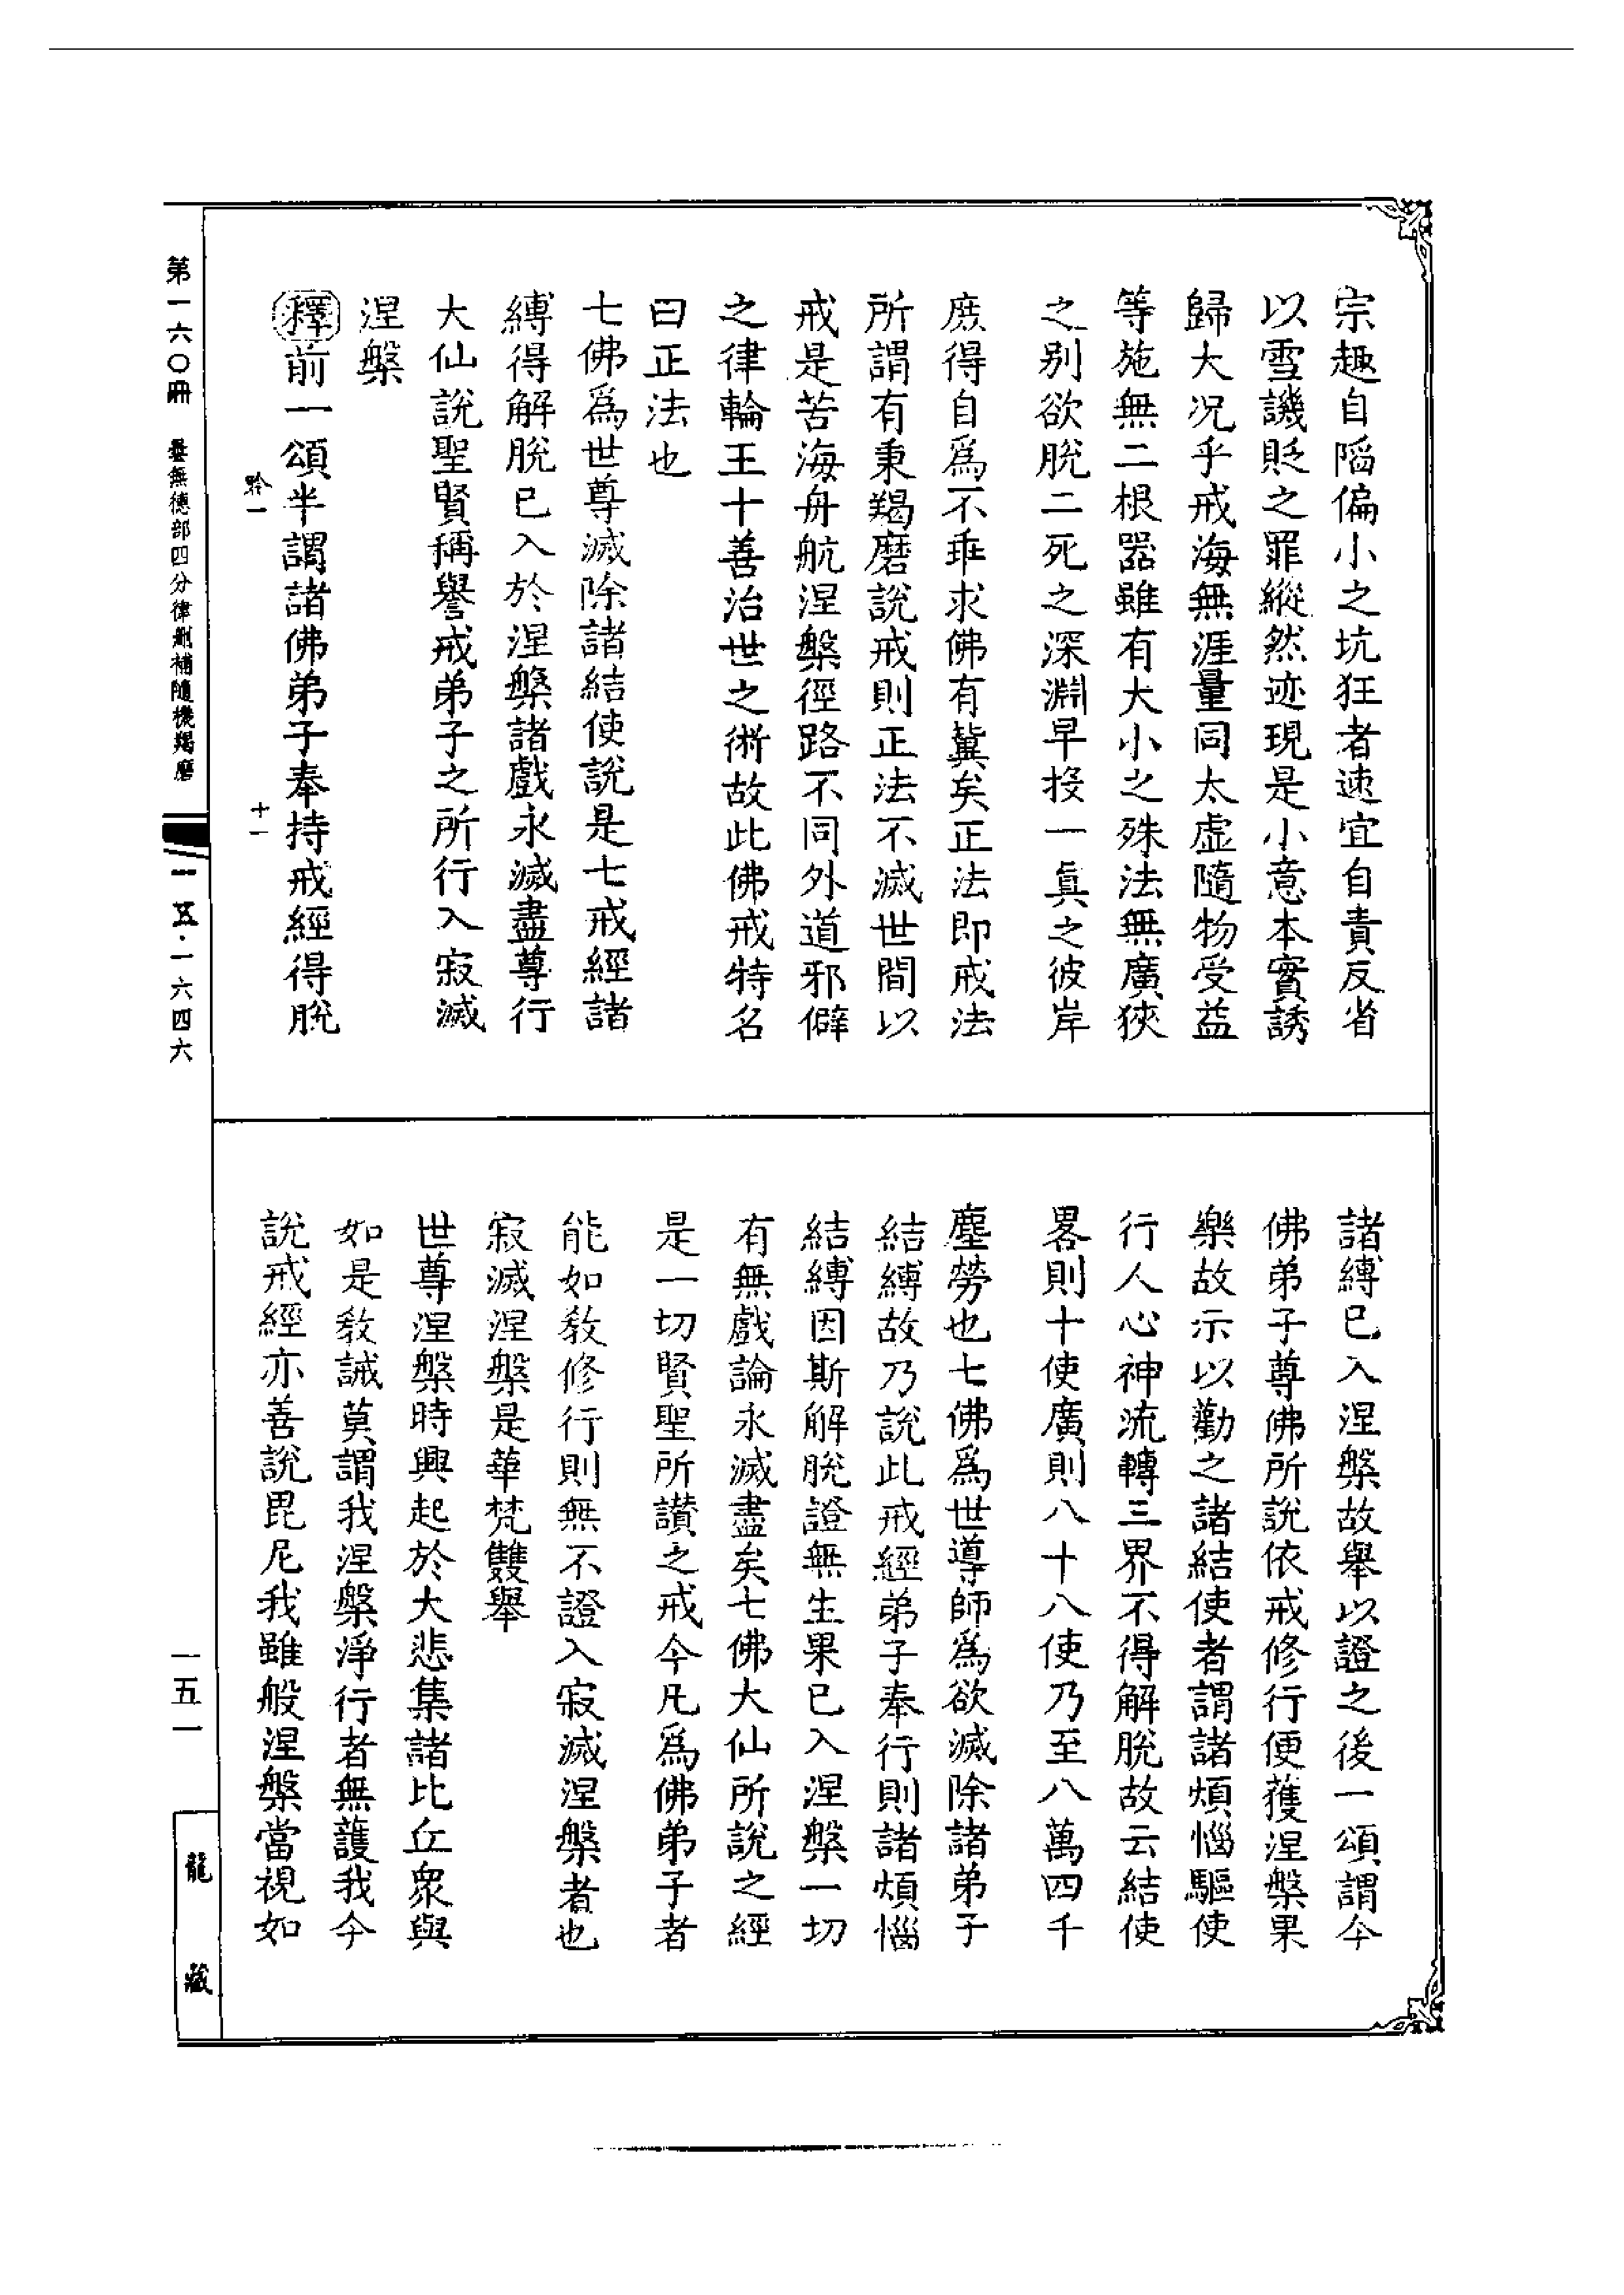 宗趣自陷偏小之坑狂者速宜自責反省
以雪譏貶之罪縱然迹現是小意本實誘
歸大況乎戒海無涯量同太虛隨物受益
等施無二根器雖有大小之殊法無廣狹
之别欲脫二死之深淵早投一眞之彼岸
庶得自爲不乖求佛有冀矣正法即戒法
所謂有秉羯磨說戒則正法不滅世間以
戒是苦海舟航涅槃徑路不同外道邪僻
之律輪王十善治世之術故此佛戒特名
曰正法也
七佛爲世尊滅除諸結使說是七戒經諸
縛得解脫已入於涅槃諸戲永滅盡尊行
大仙說聖賢稱譽戒弟子之所行入寂滅
涅槃
釋前一頌半謂諸佛弟子奉持戒經得脫
諸縛已入涅槃故舉以證之後一頌謂今
佛弟子尊佛所說依戒修行便獲涅槃果
樂故示以勸之諸結使者謂諸煩惱驅使
行人心神流轉三界不得解脫故云結使
畧則十使廣則八十八使乃至八萬四千
塵勞也七佛爲世導師爲欲滅除諸弟子
結縛故乃說此戒經弟子奉行則諸煩惱
結縛因斯解脫證無生果已入涅槃一切
有無戲論永滅盡矣七佛大仙所說之經
是一切賢聖所讃之戒今凡爲佛弟子者
能如敎修行則無不證入寂滅涅槃者也
寂滅涅槃是華梵雙舉
世尊涅槃時興起於大悲集諸比丘衆與
如是敎誡莫謂我涅槃淨行者無護我今
說戒經亦善說毘尼我雖般涅槃當視如
第一六〇冊 曇無德部四分律刪補隨機羯磨
一五·一六四六
一五一
龍藏
十一